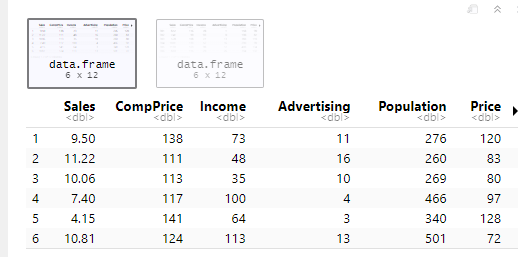 data.frame
6 x 12
data.frame
6 x 12
Sales CompPrice Income Advertising Population Price
<dbl> <dbl> <dbl> <dbl> <dbl> <dbl>
1 9.50 138 73 11 276 120
2 11.22 111 48 16 260 83
3 10.06 113 35 10 269 80
4 7.40 117 100 4 466 97
5 4.15 141 64 3 340 128
6 10.81 124 113 13 501 72